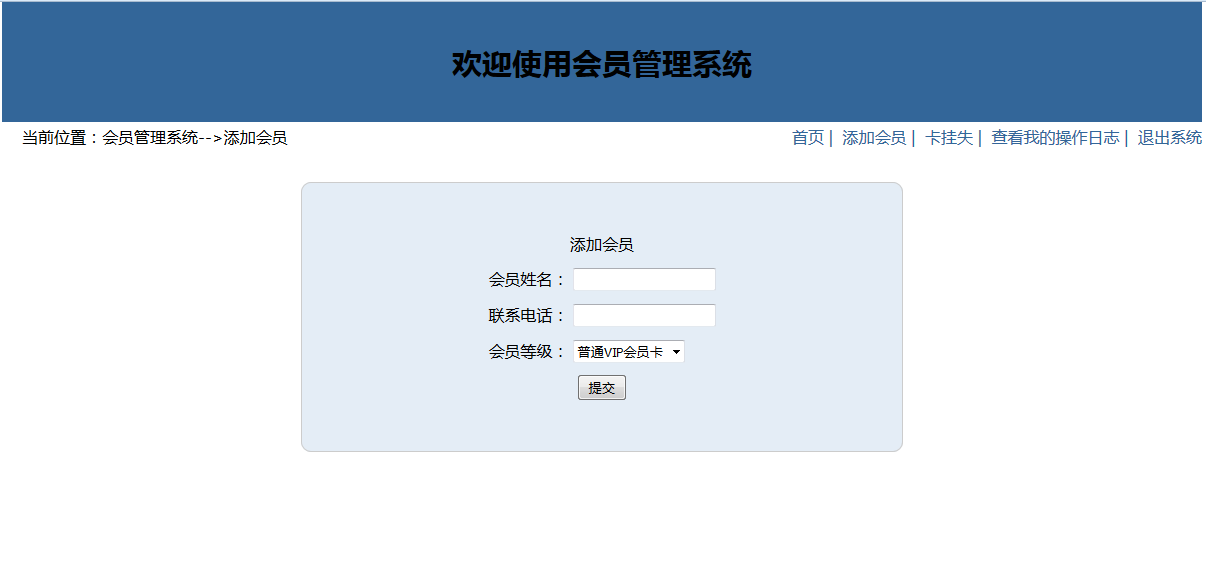 欢迎使用会员管理系统
当前位置：会员管理系统-->添加会员
首页 | 添加会员 | 卡挂失 | 查看我的操作日志 | 退出系统
添加会员
会员姓名：
联系电话：
会员等级： 普通VIP会员卡
提交